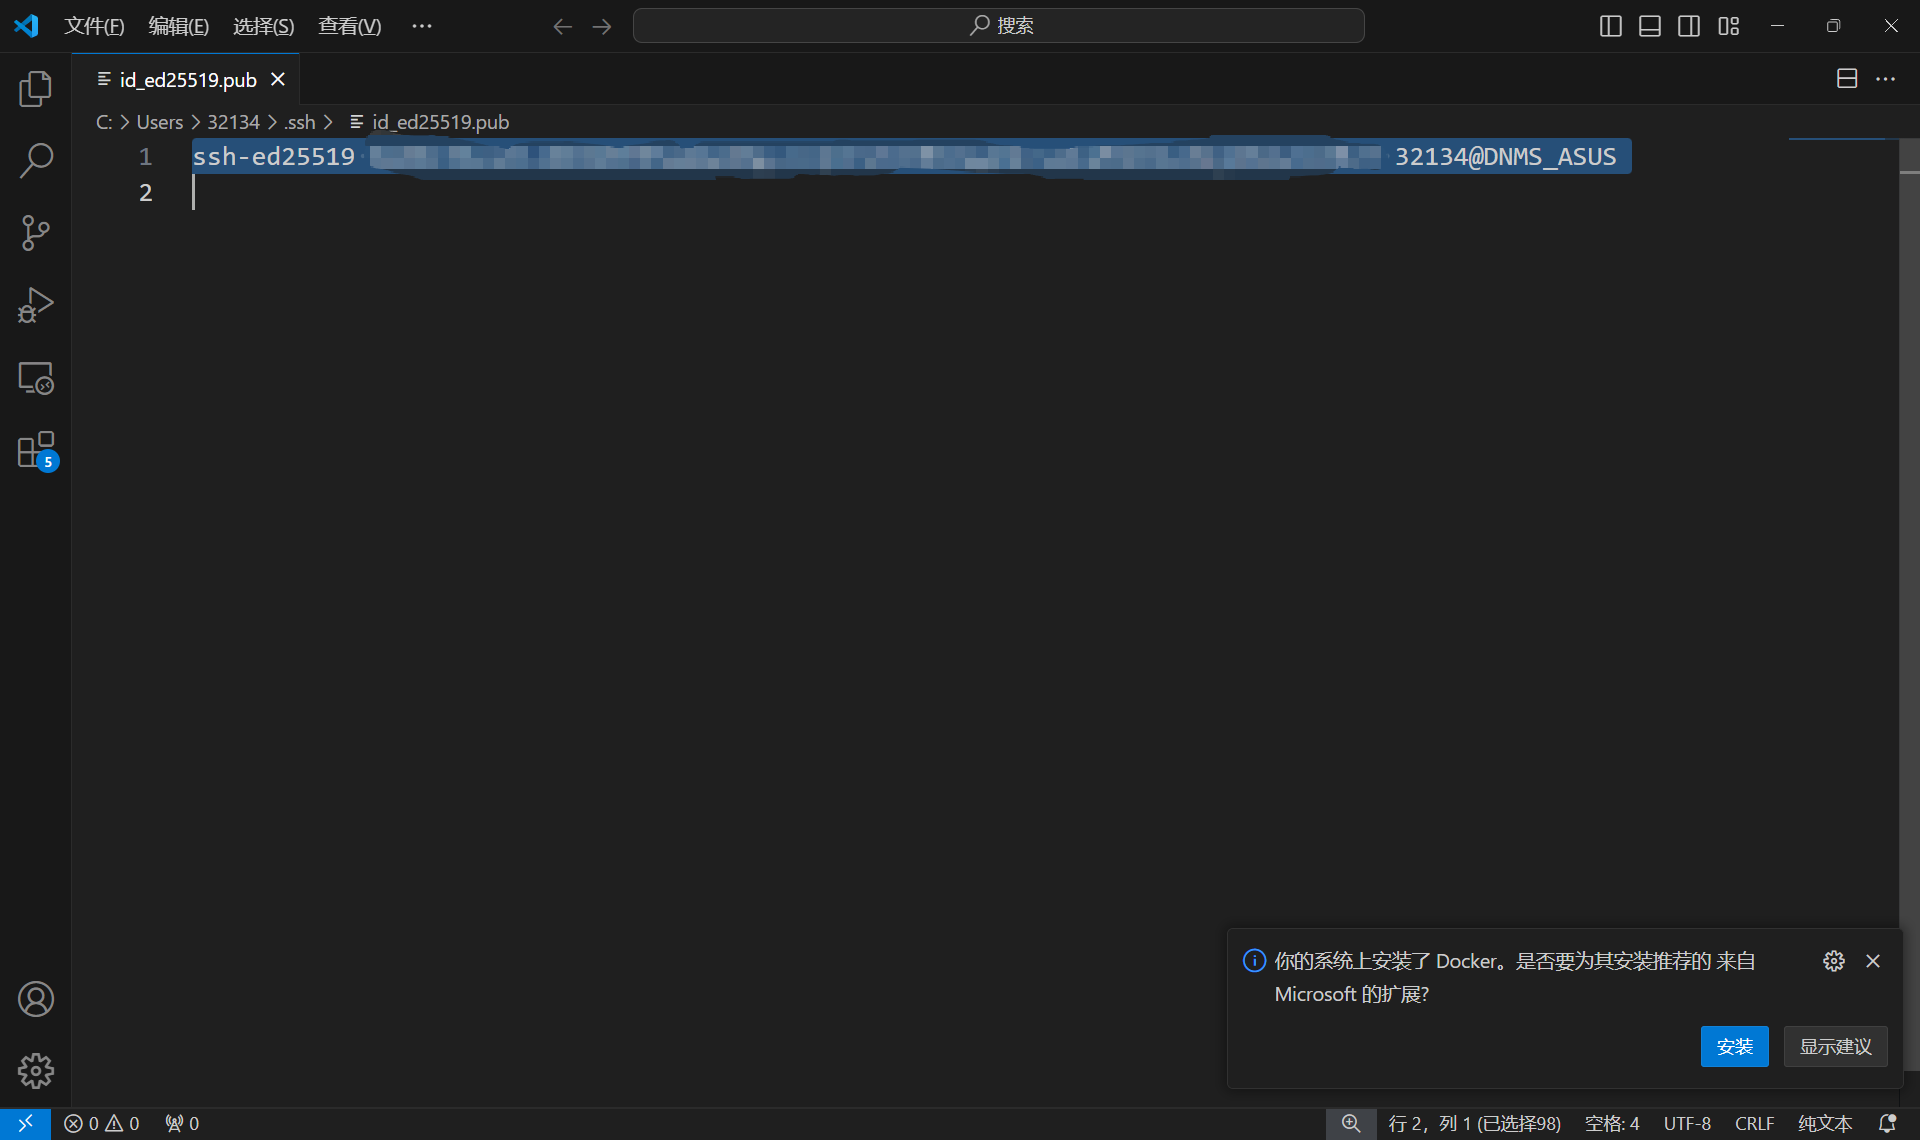 文件(F) 编辑(E) 选择(S) 查看(V) ··· 搜索
id_ed25519.pub
C: > Users > 32134 > .ssh > id_ed25519.pub
1 ssh-ed25519 32134@DNMS_ASUS
2
5
你的系统上安装了 Docker。是否要为其安装推荐的 来自
Microsoft 的扩展?
安装 显示建议
0 0 0 行 2，列 1 (已选择98) 空格: 4 UTF-8 CRLF 纯文本